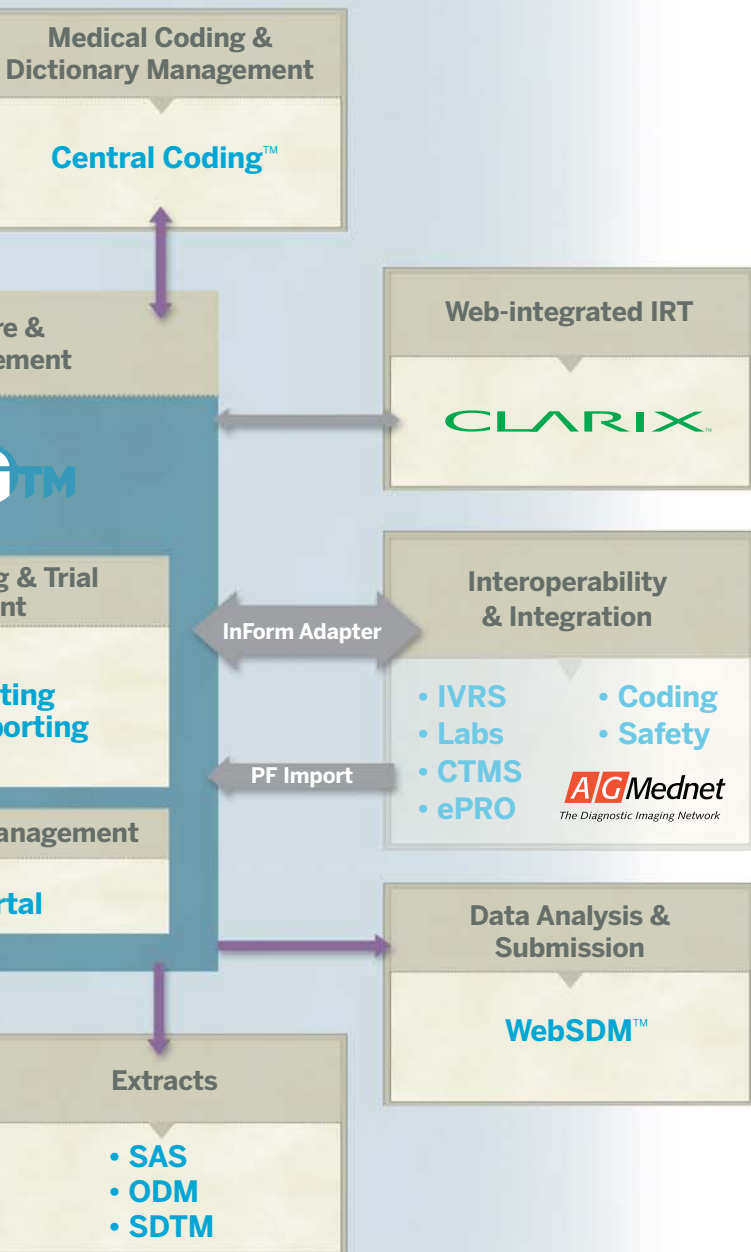 Medical Coding &
Dictionary Management
Central Coding™
re &
ement
Web-integrated IRT
CLARIX™
TM
g & Trial
nt
ting
porting
InForm Adapter
Interoperability
& Integration
• IVRS
• Labs
• CTMS
• ePRO
• Coding
• Safety
AG Mednet
The Diagnostic Imaging Network
PF Import
anagement
rtal
Data Analysis &
Submission
WebSDM™
Extracts
• SAS
• ODM
• SDTM